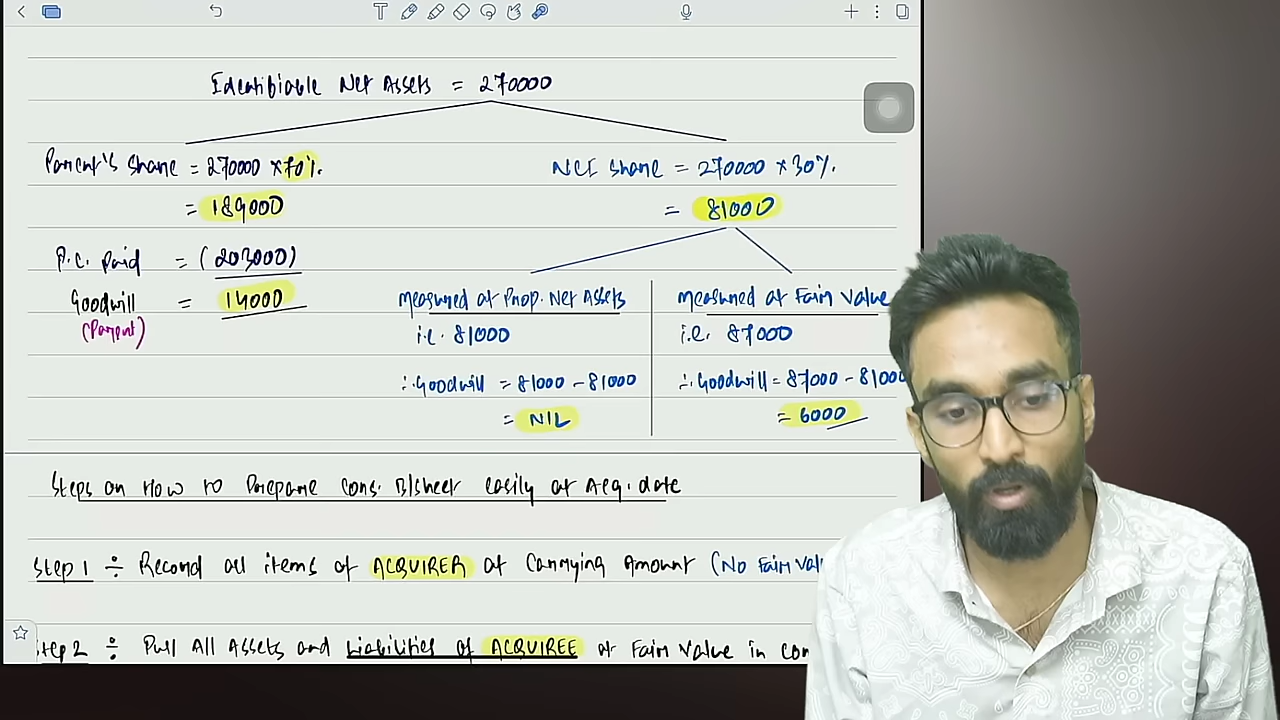 Identifiable Net Assets = 270000
Parent's Share = 270000 × 70%.
= 189000
P.C. Paid = (203000)
Goodwill = 14000
(Parent)
NCI Share = 270000 × 30%.
= 81000
measured at Prop. Net Assets
i.e. 81000
∴ Goodwill = 81000 - 81000
= NIL
measured at Fair Value
i.e. 87000
∴ Goodwill = 87000 - 81000
= 6000
Steps on How to Prepare Cons. B/Sheet easily at Acq. date
Step 1 ÷ Record all items of ACQUIRER at Carrying Amount (No Fair Val
Step 2 ÷ Pull All Assets and Liabilities of ACQUIREE at Fair Value in con